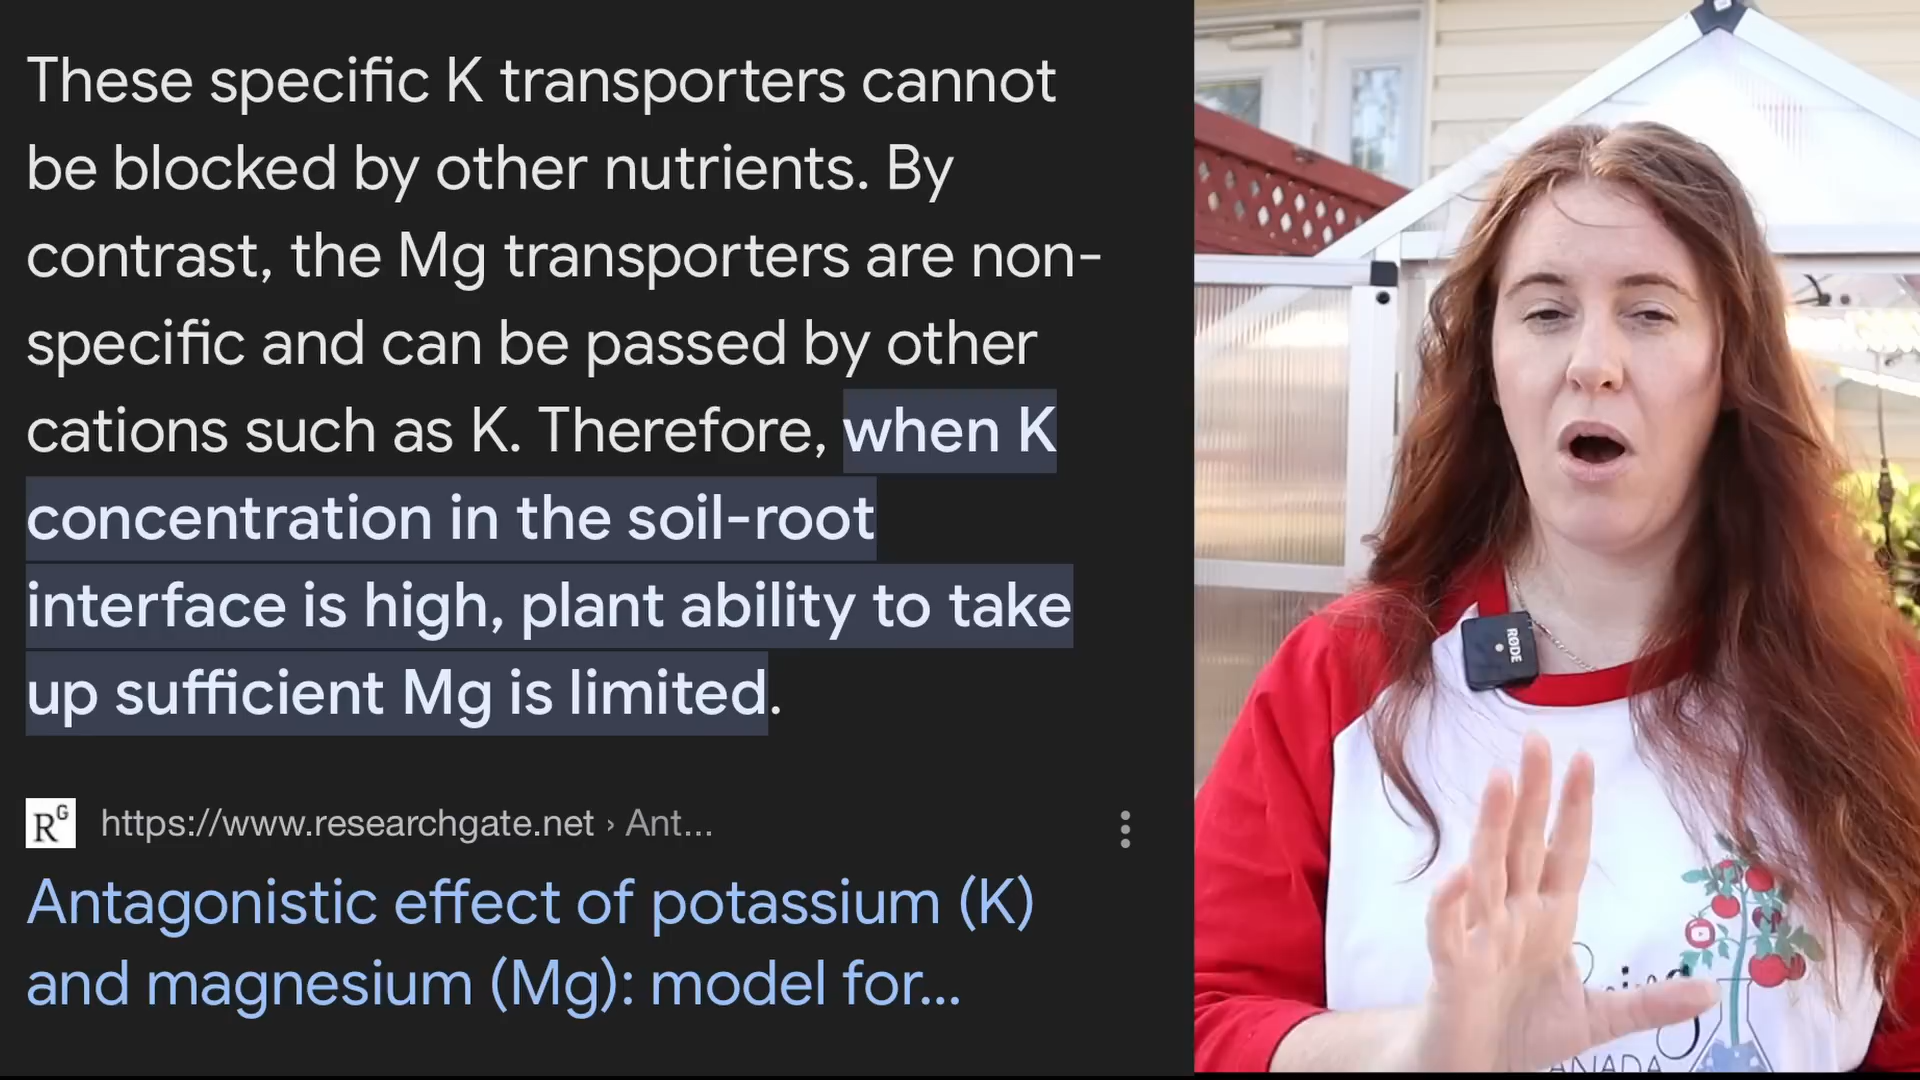 These specific K transporters cannot
be blocked by other nutrients. By
contrast, the Mg transporters are non-
specific and can be passed by other
cations such as K. Therefore, when K
concentration in the soil-root
interface is high, plant ability to take
up sufficient Mg is limited.
RG
https://www.researchgate.net › Ant...
Antagonistic effect of potassium (K)
and magnesium (Mg): model for...
RØDE